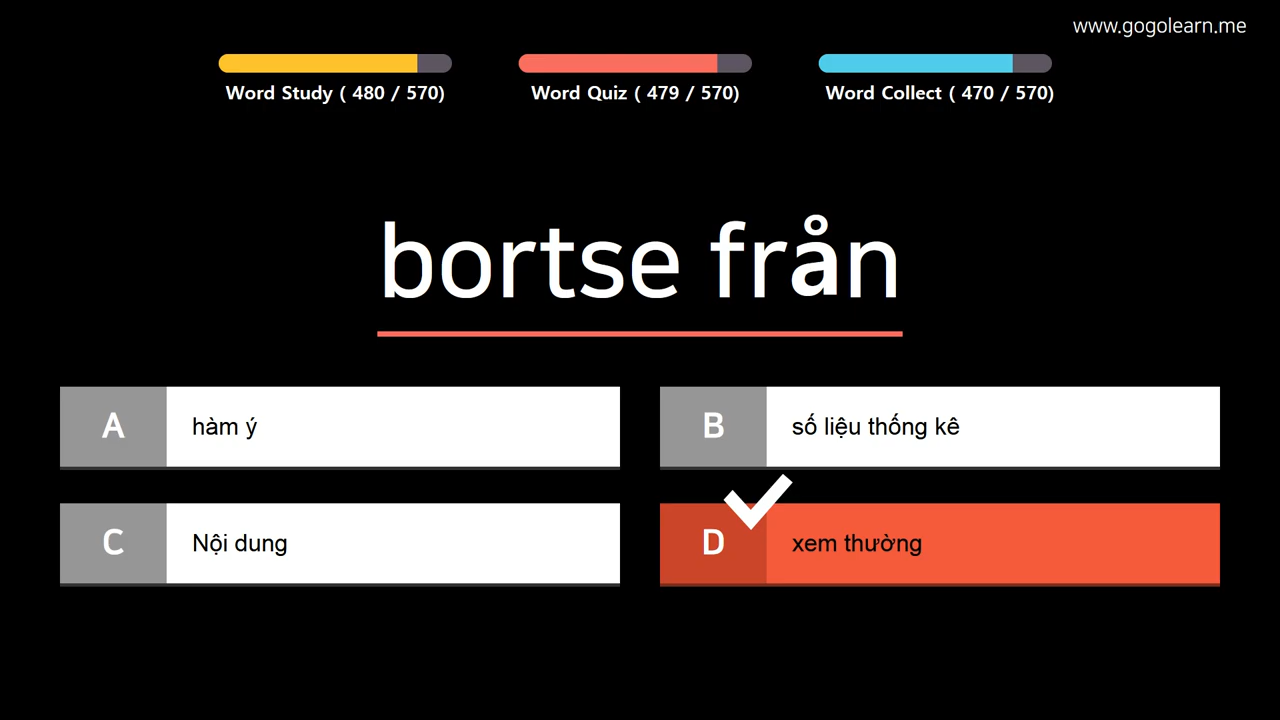 www.gogolearn.me
Word Study ( 480 / 570)
Word Quiz ( 479 / 570)
Word Collect ( 470 / 570)
bortse från
A
hàm ý
B
số liệu thống kê
C
Nội dung
D
xem thường